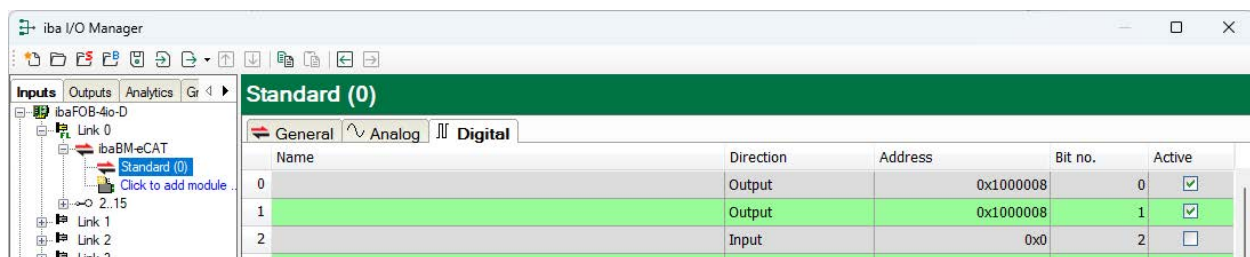 iba I/O Manager
Inputs Outputs Analytics Gr
Standard (0)
ibaFOB-4io-D
Link 0
ibaBM-eCAT
Standard (0)
Click to add module ..
2..15
Link 1
Link 2
General Analog Digital
Name Direction Address Bit no. Active
0 Output 0x1000008 0
1 Output 0x1000008 1
2 Input 0x0 2